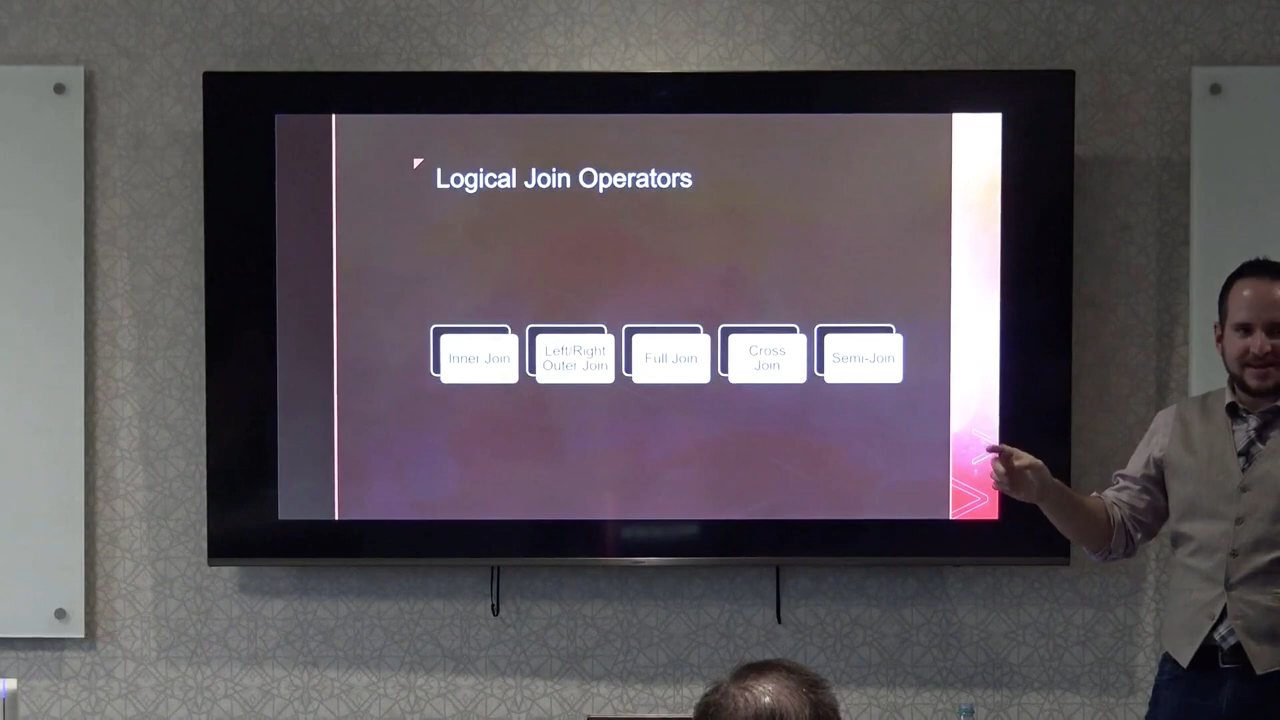 Logical Join Operators
Inner Join
Left/Right
Outer Join
Full Join
Cross
Join
Semi-Join